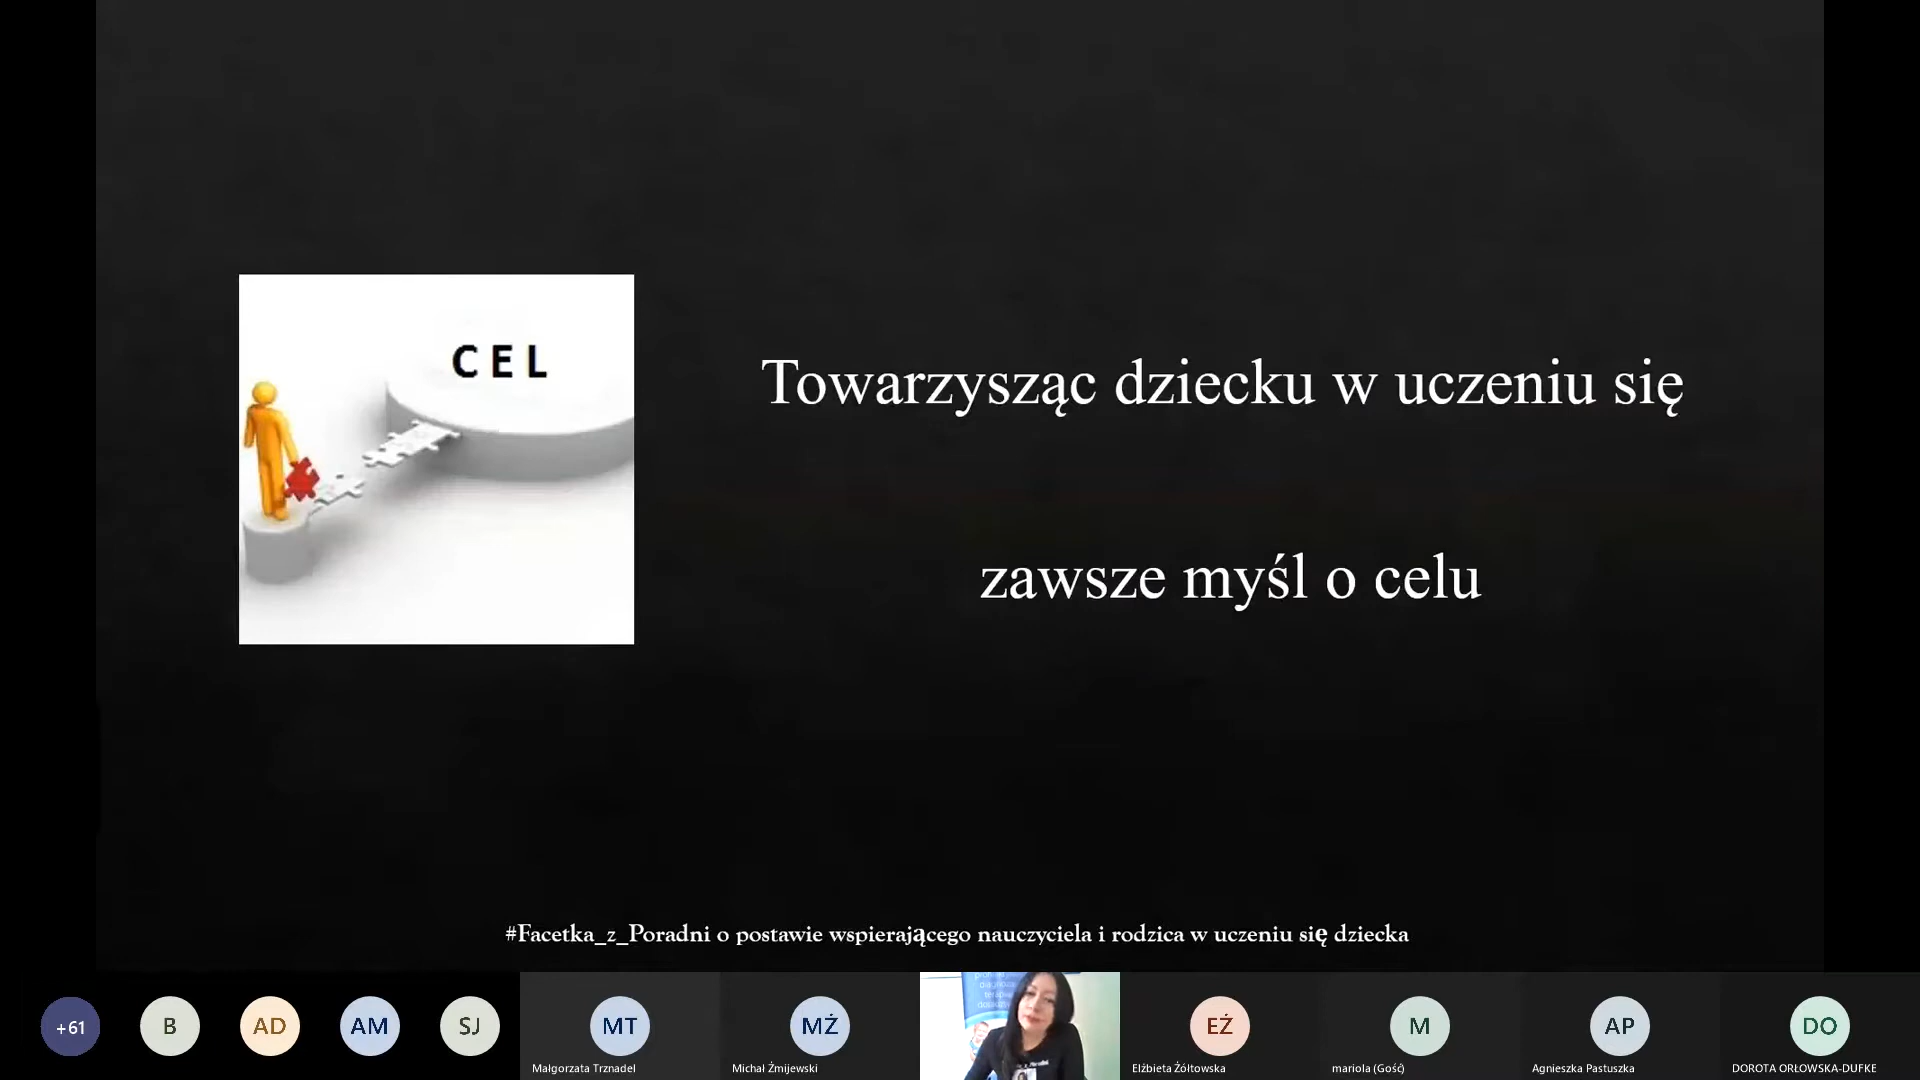 CEL
Towarzysząc dziecku w uczeniu się
zawsze myśl o celu
#Facetka_z_Poradni o postawie wspierającego nauczyciela i rodzica w uczeniu się dziecka
+61
B
AD
AM
SJ
MT
MŻ
EŻ
M
AP
DO
Małgorzata Trznadel
Michał Żmijewski
Elżbieta Żółtowska
mariola (Gość)
Agnieszka Pastuszka
DOROTA ORŁOWSKA-DUFKE